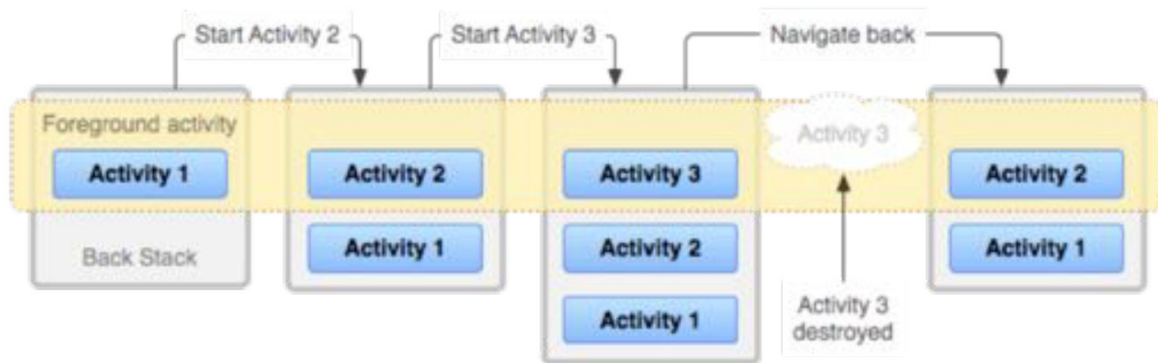 Start Activity 2
Start Activity 3
Navigate back
Foreground activity
Activity 1
Back Stack
Activity 2
Activity 1
Activity 3
Activity 2
Activity 1
Activity 3
Activity 3
destroyed
Activity 2
Activity 1